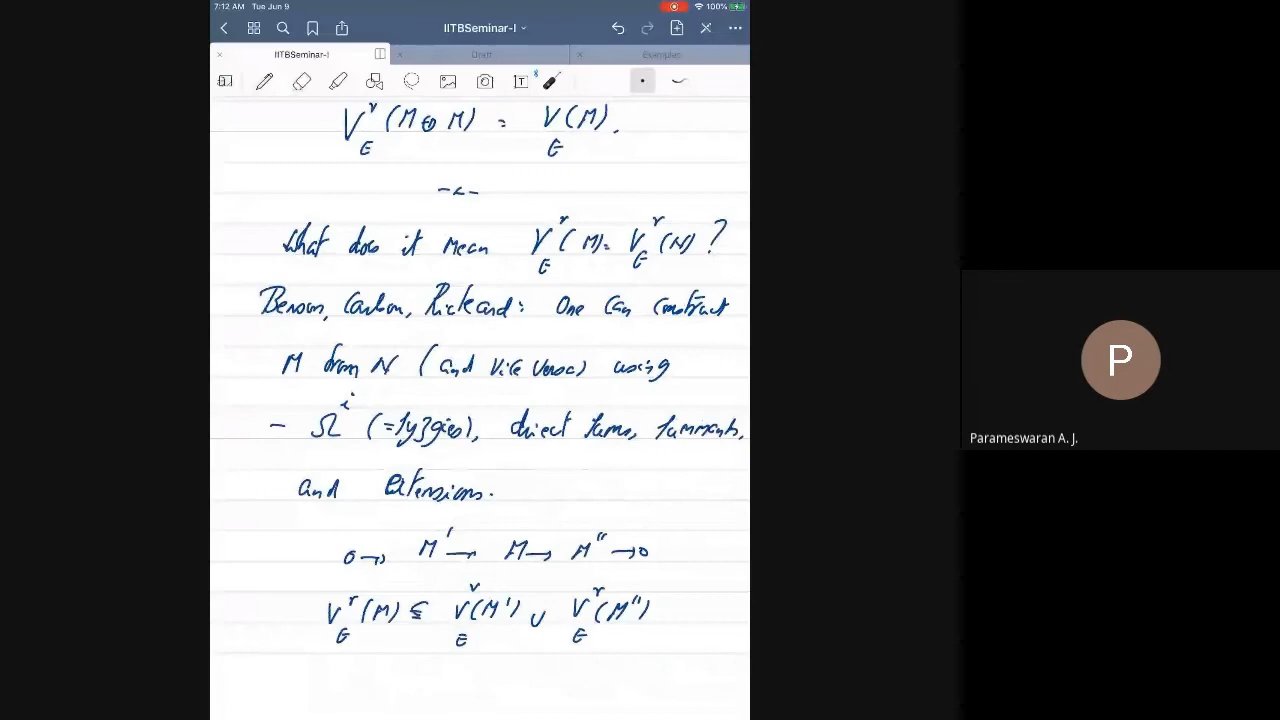 7:12 AM Tue Jun 9
100%
IITBSeminar-I
IITBSeminar-I
Draft
Examples
V^r_E (M ⊕ M) = V_E(M).
What does it mean V^r_E(M) = V^r_E(N) ?
Benson, Carlson, Rickard: One can construct
M from N (and vice versa) using
- Ω^i (= syzygies), direct sums, summands,
and extensions.
0 → M' → M → M'' → 0
V^r_E(M) ⊆ V^r_E(M') ∪ V^r_E(M'')
P
Parameswaran A. J.